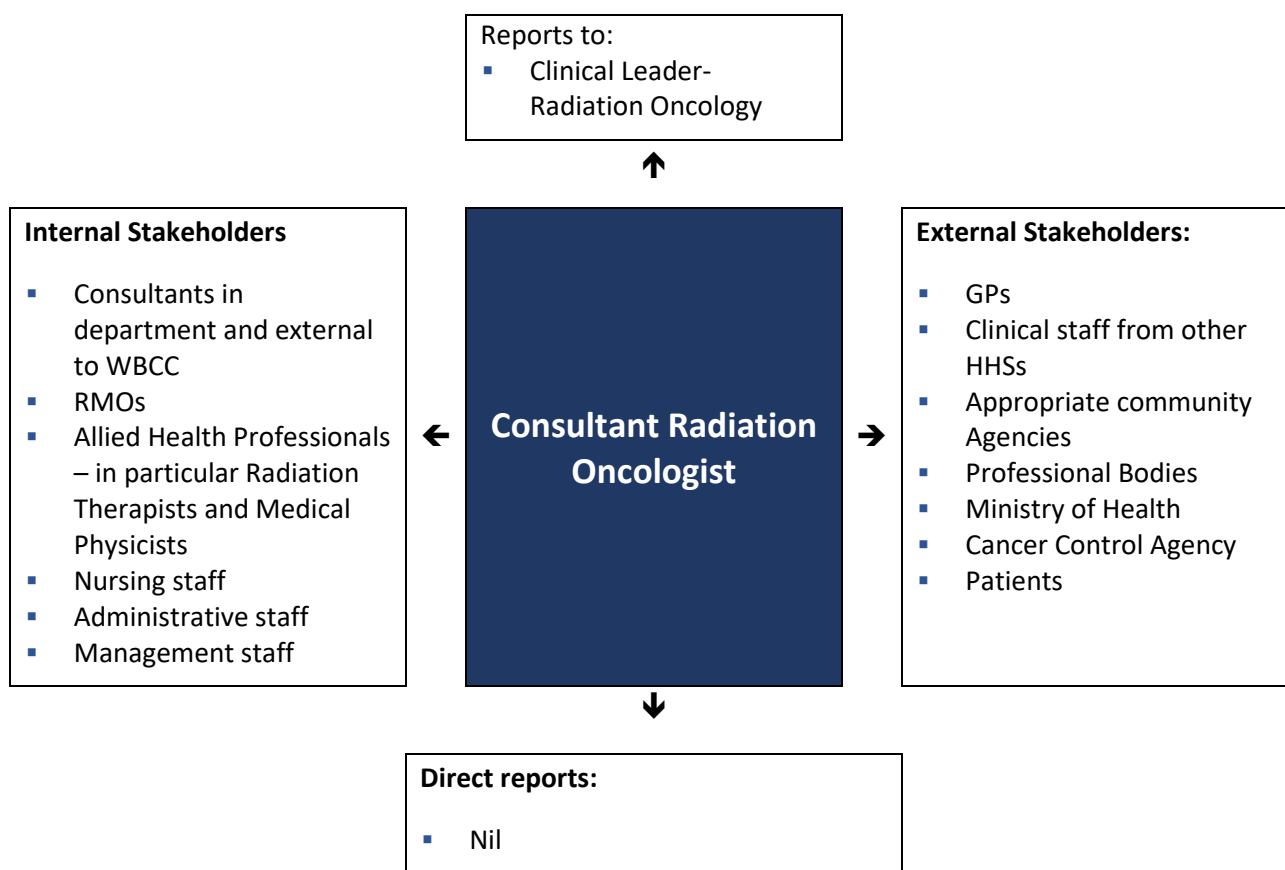 Reports to:
▪ Clinical Leader-
Radiation Oncology
Internal Stakeholders
▪ Consultants in
department and external
to WBCC
▪ RMOs
▪ Allied Health Professionals
– in particular Radiation
Therapists and Medical
Physicists
▪ Nursing staff
▪ Administrative staff
▪ Management staff
Consultant Radiation
Oncologist
External Stakeholders:
▪ GPs
▪ Clinical staff from other
HHSs
▪ Appropriate community
Agencies
▪ Professional Bodies
▪ Ministry of Health
▪ Cancer Control Agency
▪ Patients
Direct reports:
▪ Nil